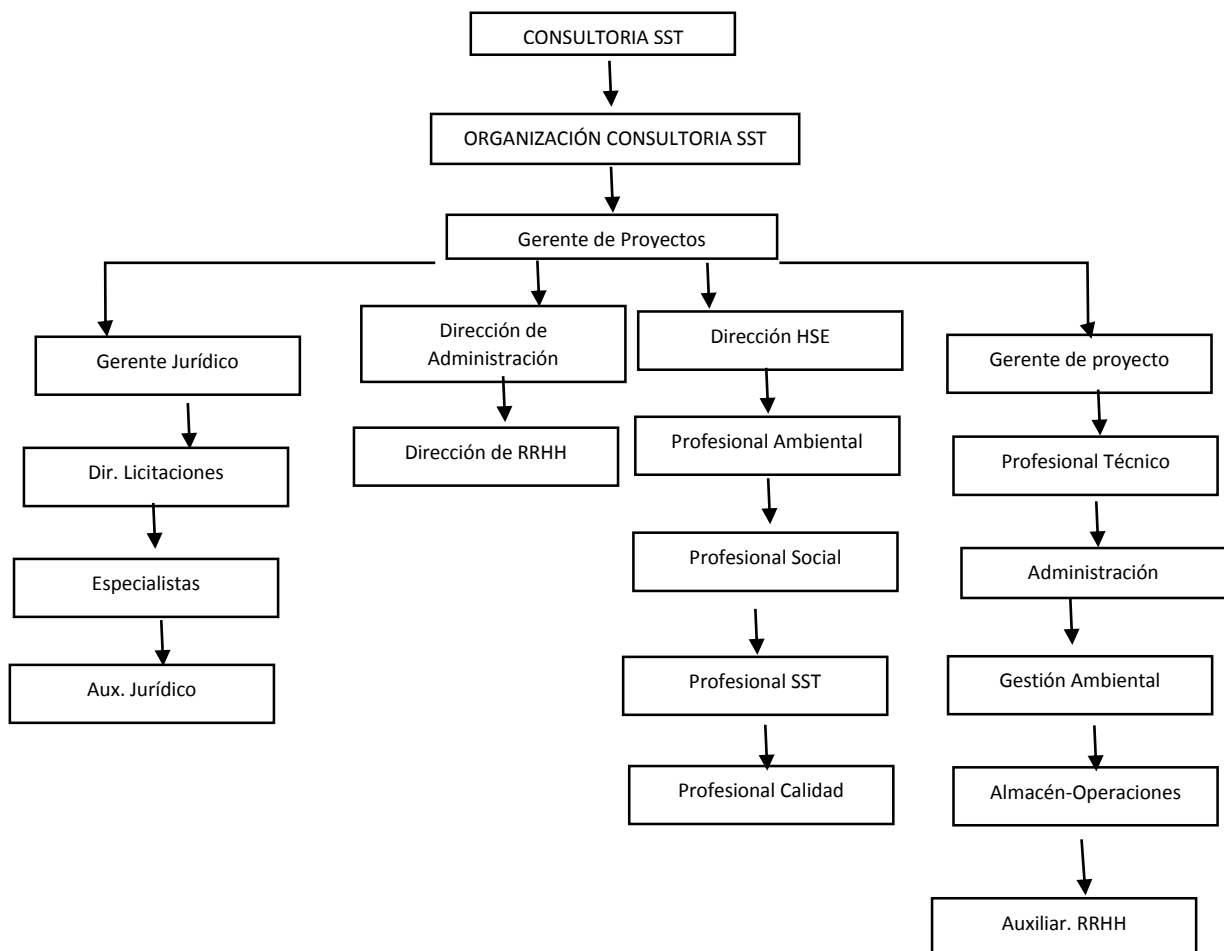 CONSULTORIA SST
ORGANIZACIÓN CONSULTORIA SST
Gerente de Proyectos
Gerente Jurídico
Dir. Licitaciones
Especialistas
Aux. Jurídico
Dirección de
Administración
Dirección de RRHH
Dirección HSE
Profesional Ambiental
Profesional Social
Profesional SST
Profesional Calidad
Gerente de proyecto
Profesional Técnico
Administración
Gestión Ambiental
Almacén-Operaciones
Auxiliar. RRHH